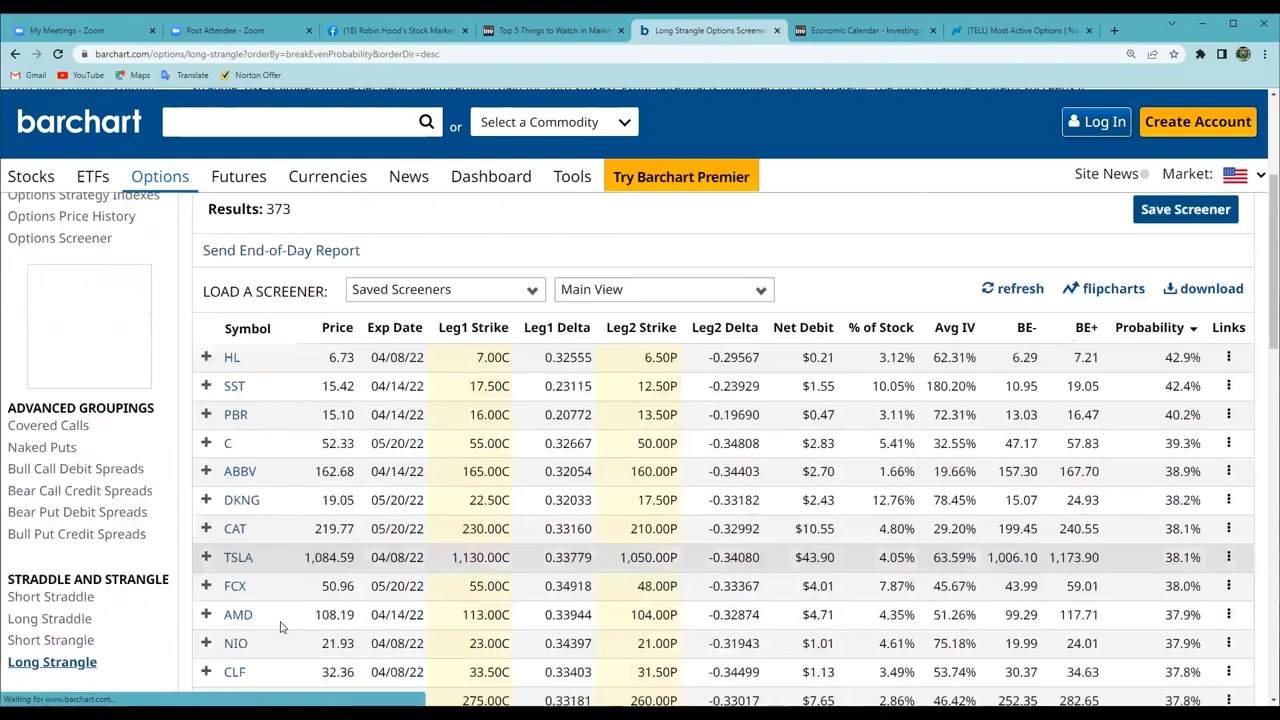 My Meetings - Zoom
Post Attendee - Zoom
(18) Robin Hood's Stock Market
Top 5 Things to Watch in Marke
Long Strangle Options Screener
Economic Calendar - Investing
(TELL) Most Active Options | Na
barchart.com/options/long-strangle?orderBy=breakEvenProbability&orderDir=desc
Gmail YouTube Maps Translate Norton Offer
barchart or Select a Commodity Log In Create Account
Stocks ETFs Options Futures Currencies News Dashboard Tools Try Barchart Premier Site News Market:
Options Strategy Indexes
Options Price History
Options Screener
Results: 373 Save Screener
Send End-of-Day Report
LOAD A SCREENER: Saved Screeners Main View refresh flipcharts download
Symbol Price Exp Date Leg1 Strike Leg1 Delta Leg2 Strike Leg2 Delta Net Debit % of Stock Avg IV BE- BE+ Probability Links
HL 6.73 04/08/22 7.00C 0.32555 6.50P -0.29567 $0.21 3.12% 62.31% 6.29 7.21 42.9%
SST 15.42 04/14/22 17.50C 0.23115 12.50P -0.23929 $1.55 10.05% 180.20% 10.95 19.05 42.4%
PBR 15.10 04/14/22 16.00C 0.20772 13.50P -0.19690 $0.47 3.11% 72.31% 13.03 16.47 40.2%
C 52.33 05/20/22 55.00C 0.32667 50.00P -0.34808 $2.83 5.41% 32.55% 47.17 57.83 39.3%
ABBV 162.68 04/14/22 165.00C 0.32054 160.00P -0.34403 $2.70 1.66% 19.66% 157.30 167.70 38.9%
DKNG 19.05 05/20/22 22.50C 0.32033 17.50P -0.33182 $2.43 12.76% 78.45% 15.07 24.93 38.2%
CAT 219.77 05/20/22 230.00C 0.33160 210.00P -0.32992 $10.55 4.80% 29.20% 199.45 240.55 38.1%
TSLA 1,084.59 04/08/22 1,130.00C 0.33779 1,050.00P -0.34080 $43.90 4.05% 63.59% 1,006.10 1,173.90 38.1%
FCX 50.96 05/20/22 55.00C 0.34918 48.00P -0.33367 $4.01 7.87% 45.67% 43.99 59.01 38.0%
AMD 108.19 04/14/22 113.00C 0.33944 104.00P -0.32874 $4.71 4.35% 51.26% 99.29 117.71 37.9%
NIO 21.93 04/08/22 23.00C 0.34397 21.00P -0.31943 $1.01 4.61% 75.18% 19.99 24.01 37.9%
CLF 32.36 04/08/22 33.50C 0.33403 31.50P -0.34499 $1.13 3.49% 53.74% 30.37 34.63 37.8%
275.00C 0.33181 260.00P -0.33017 $7.65 2.86% 46.42% 252.35 282.65 37.8%
ADVANCED GROUPINGS
Covered Calls
Naked Puts
Bull Call Debit Spreads
Bear Call Credit Spreads
Bear Put Debit Spreads
Bull Put Credit Spreads
STRADDLE AND STRANGLE
Short Straddle
Long Straddle
Short Strangle
Long Strangle
Waiting for www.barchart.com...